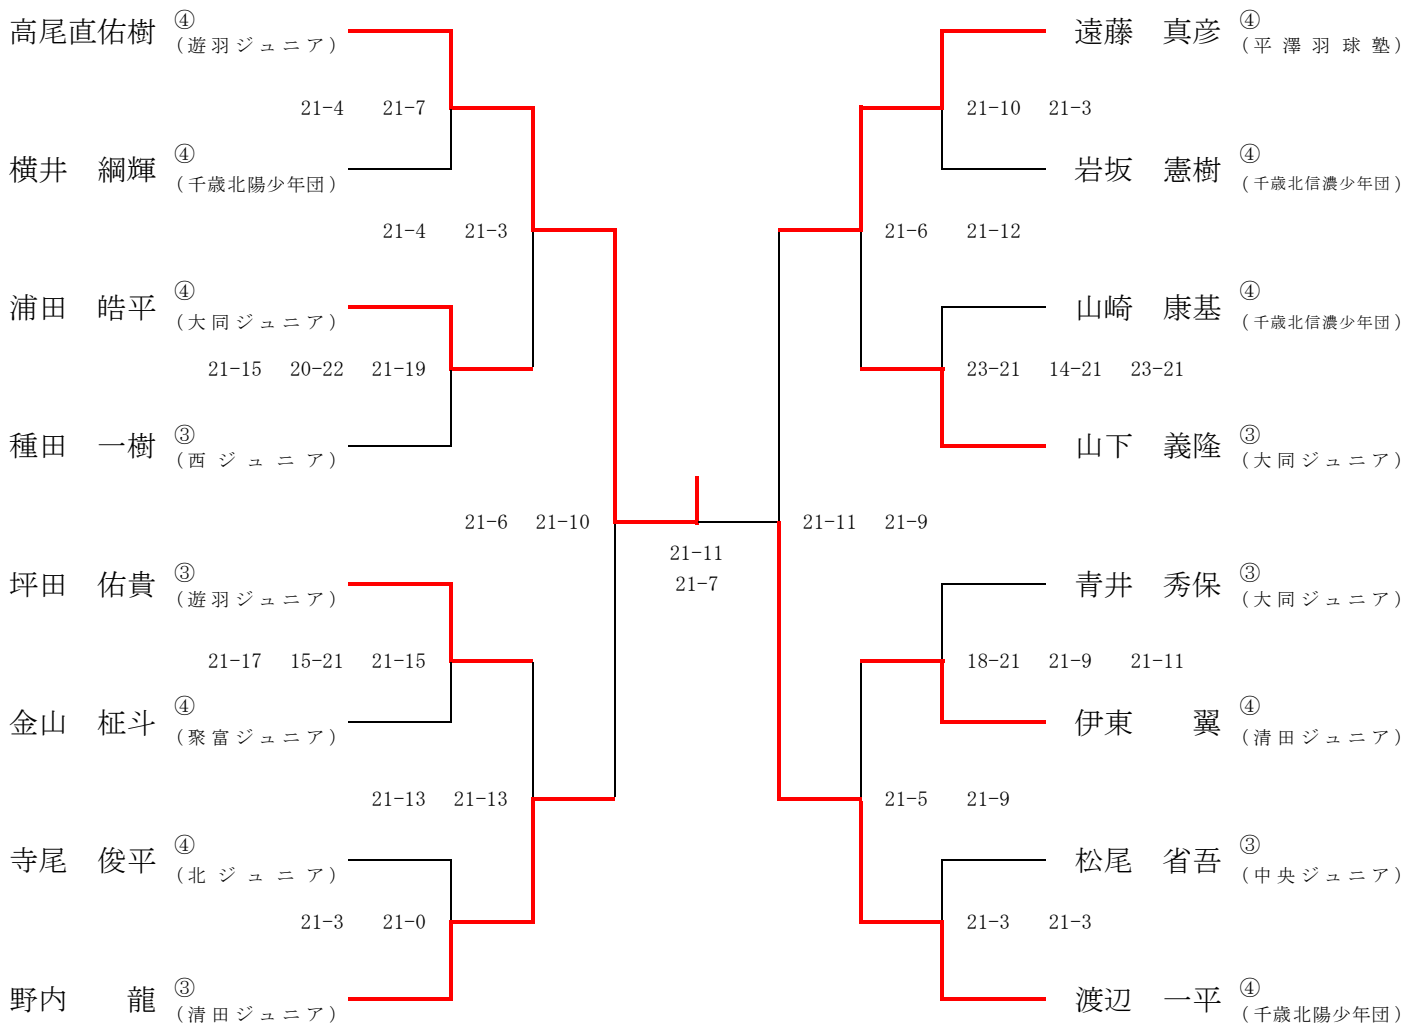 高尾直佑樹 ④
(遊羽ジュニア)
21-4 21-7
横井 綱輝 ④
(千歳北陽少年団)
21-4 21-3
浦田 皓平 ④
(大同ジュニア)
21-15 20-22 21-19
種田 一樹 ③
(西ジュニア)
21-6 21-10
坪田 佑貴 ③
(遊羽ジュニア)
21-17 15-21 21-15
金山 柾斗 ④
(聚富ジュニア)
21-13 21-13
寺尾 俊平 ④
(北ジュニア)
21-3 21-0
野内 龍 ③
(清田ジュニア)
21-11
21-7
遠藤 真彦 ④
(平澤羽球塾)
21-10 21-3
岩坂 憲樹 ④
(千歳北信濃少年団)
21-6 21-12
山崎 康基 ④
(千歳北信濃少年団)
23-21 14-21 23-21
山下 義隆 ③
(大同ジュニア)
21-11 21-9
青井 秀保 ③
(大同ジュニア)
18-21 21-9 21-11
伊東 翼 ④
(清田ジュニア)
21-5 21-9
松尾 省吾 ③
(中央ジュニア)
21-3 21-3
渡辺 一平 ④
(千歳北陽少年団)